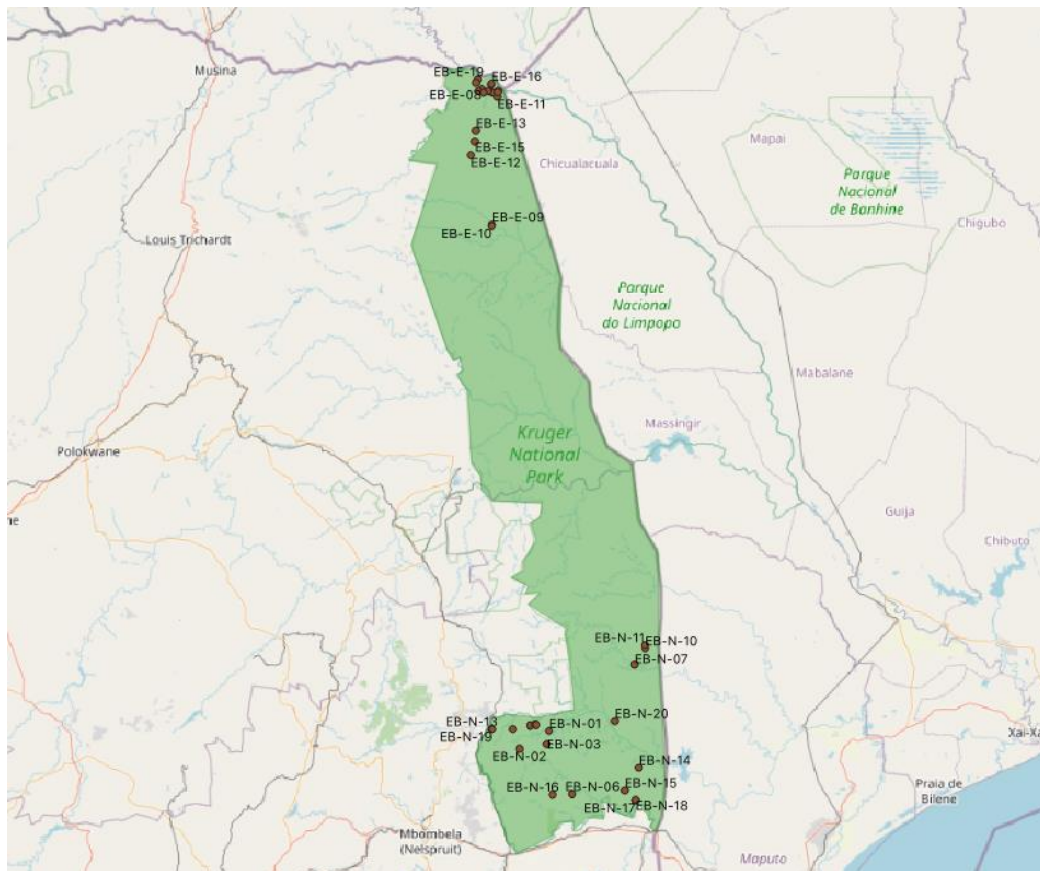 Musina
EB-E-19
EB-E-16
EB-E-08
EB-E-11
EB-E-13
EB-E-15
EB-E-12
Chicualacuala
Mapai
Parque
Nacional
de Banhine
Chigubo
EB-E-09
EB-E-10
Louis Trichardt
Parque
Nacional
do Limpopo
Mabalane
Massingir
Kruger
National
Park
Polokwane
Guija
Chibuto
EB-N-11
EB-N-10
EB-N-07
EB-N-20
EB-N-13
EB-N-01
EB-N-19
EB-N-03
EB-N-02
EB-N-14
EB-N-16
EB-N-06
EB-N-15
EB-N-17
EB-N-18
Xai-Xa
Praia de
Bilene
Mbombela
(Nelspruit)
Maputo